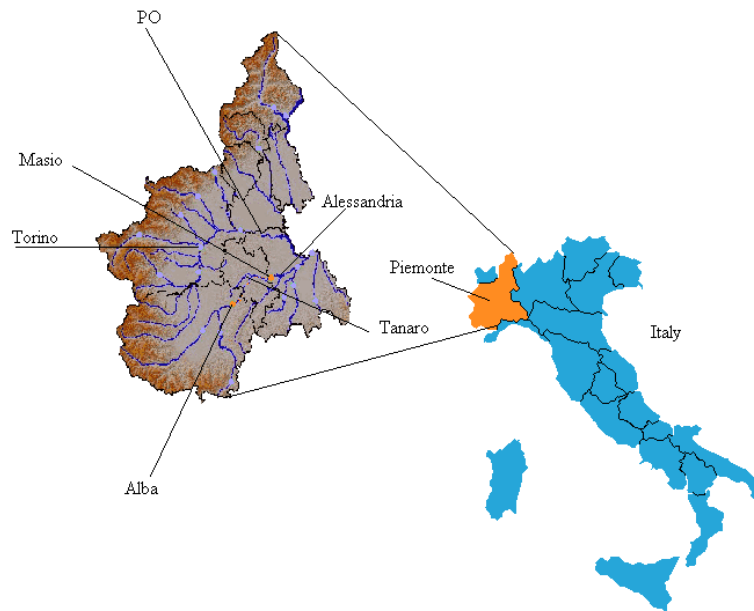 PO
Masio
Alessandria
Torino
Piemonte
Tanaro
Italy
Alba